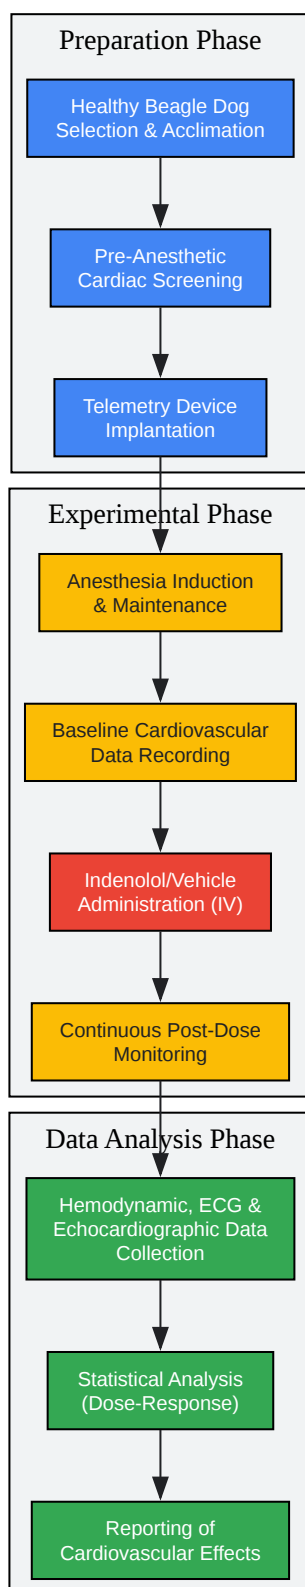 Preparation Phase
Healthy Beagle Dog
Selection & Acclimation
Pre-Anesthetic
Cardiac Screening
Telemetry Device
Implantation
Experimental Phase
Anesthesia Induction
& Maintenance
Baseline Cardiovascular
Data Recording
Indenolol/Vehicle
Administration (IV)
Continuous Post-Dose
Monitoring
Data Analysis Phase
Hemodynamic, ECG &
Echocardiographic Data
Collection
Statistical Analysis
(Dose-Response)
Reporting of
Cardiovascular Effects